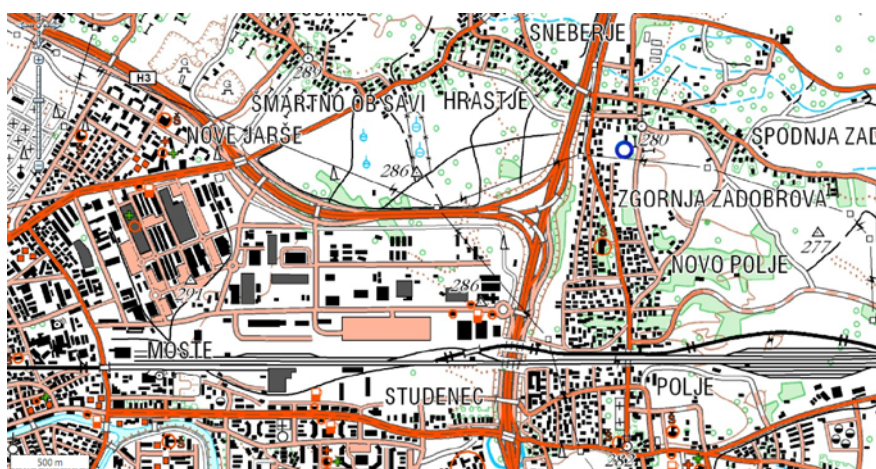 SNEBERJE
H3
289
ŠMARTNO OB SAVI
HRASTJE
NOVE JARŠE
280
SPODNJA ZAD
286
ZGORNJA ZADOBROVA
277
NOVO POLJE
291
286
MOSTE
STUDENEC
POLJE
282
500 m